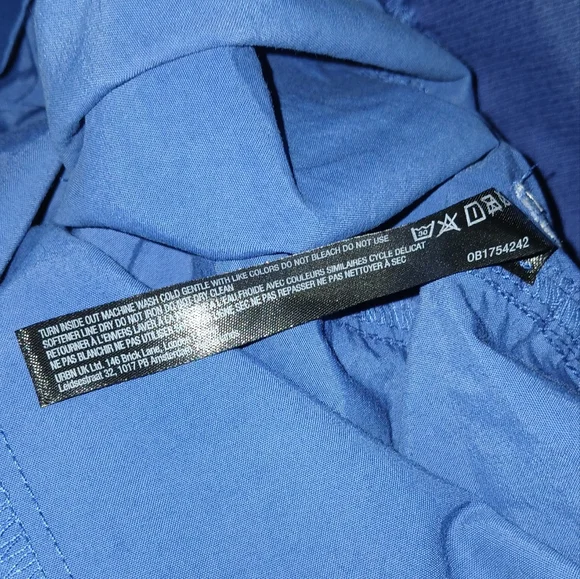 TURN INSIDE OUT MACHINE WASH COLD GENTLE WITH LIKE COLORS DO NOT BLEACH DO NOT USE
SOFTENER LINE DRY DO NOT IRON DO NOT DRY CLEAN
RETOURNER À L'ENVERS LAVER À L'EAU FROIDE AVEC COULEURS SIMILAIRES CYCLE DÉLICAT
NE PAS BLANCHIR NE PAS UTILISER SÉC NE PAS REPASSER NE PAS NETTOYER À SEC
URBN UK Ltd, 146 Brick Lane,
Leidsestraat 32, 1017 PB Amsterdam
30
0B1754242